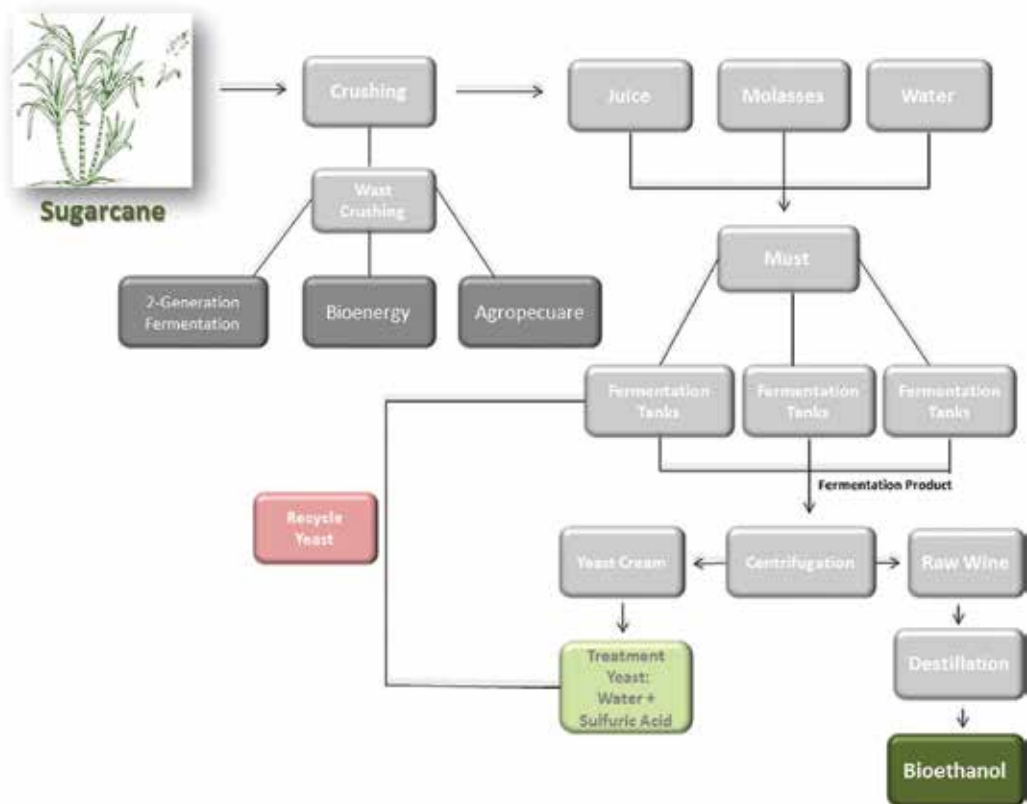 Sugarcane
Crushing
Juice
Molasses
Water
Wast
Crushing
2-Generation
Fermentation
Bioenergy
Agropecuare
Must
Fermentation
Tanks
Fermentation
Tanks
Fermentation
Tanks
Fermentation Product
Recycle
Yeast
Yeast Cream
Centrifugation
Raw Wine
Treatment
Yeast:
Water +
Sulfuric Acid
Destillation
Bioethanol